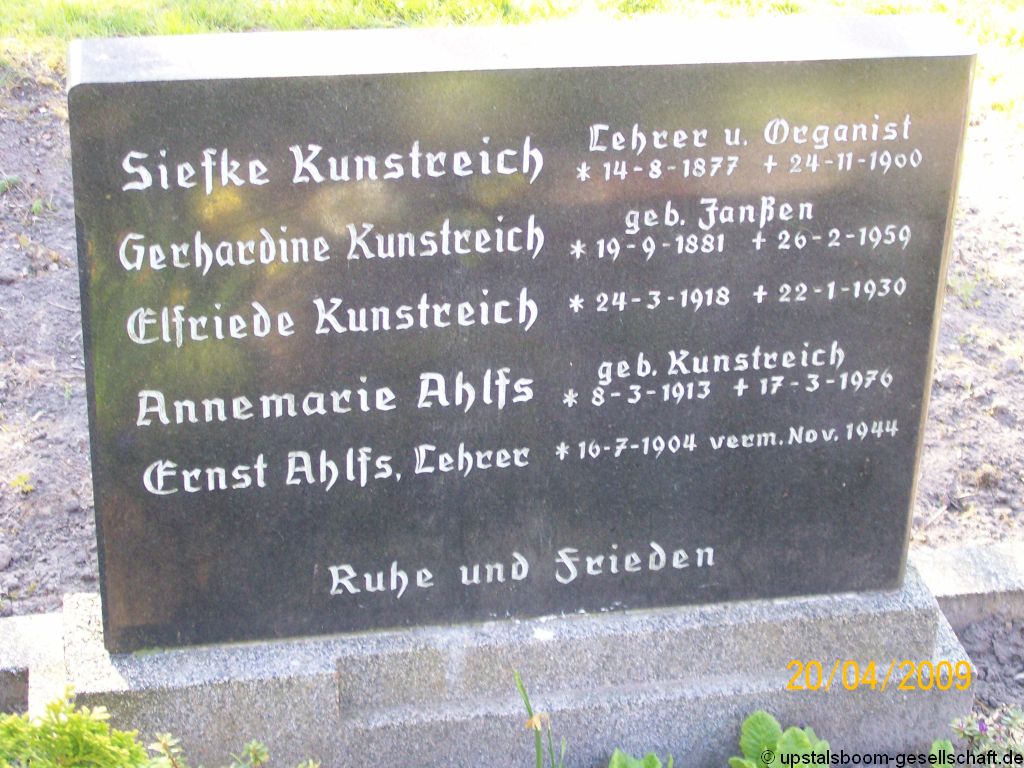 Siefke Kunstreich Lehrer u. Organist
* 14-8-1877 + 24-11-1900
Gerhardine Kunstreich geb. Janßen
* 19-9-1881 + 26-2-1959
Elfriede Kunstreich * 24-3-1918 + 22-1-1930
Annemarie Ahlfs geb. Kunstreich
* 8-3-1913 + 17-3-1976
Ernst Ahlfs, Lehrer * 16-7-1904 verm. Nov. 1944
Ruhe und Frieden
20/04/2009
© upstalsboom-gesellschaft.de